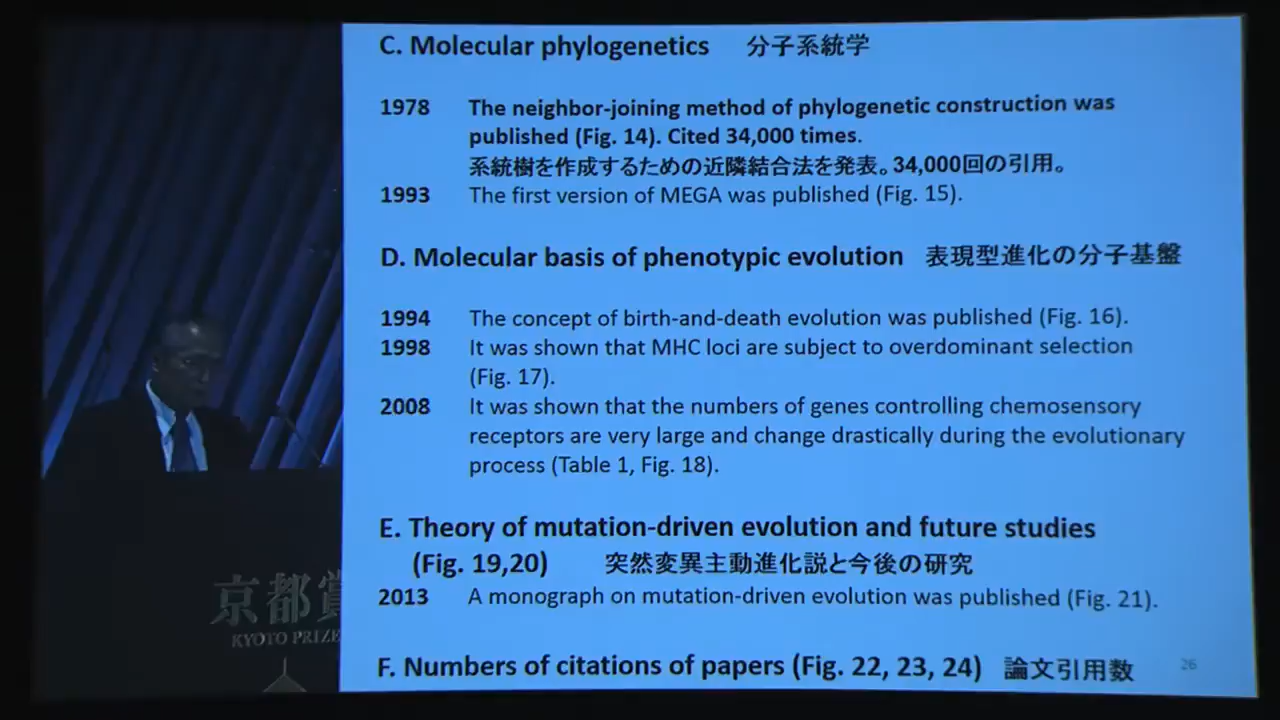 C. Molecular phylogenetics 分子系統学
1978 The neighbor-joining method of phylogenetic construction was
published (Fig. 14). Cited 34,000 times.
系統樹を作成するための近隣結合法を発表。34,000回の引用。
1993 The first version of MEGA was published (Fig. 15).
D. Molecular basis of phenotypic evolution 表現型進化の分子基盤
1994 The concept of birth-and-death evolution was published (Fig. 16).
1998 It was shown that MHC loci are subject to overdominant selection
(Fig. 17).
2008 It was shown that the numbers of genes controlling chemosensory
receptors are very large and change drastically during the evolutionary
process (Table 1, Fig. 18).
E. Theory of mutation-driven evolution and future studies
(Fig. 19,20) 突然変異主動進化説と今後の研究
2013 A monograph on mutation-driven evolution was published (Fig. 21).
F. Numbers of citations of papers (Fig. 22, 23, 24) 論文引用数
26
京都賞
KYOTO PRIZE